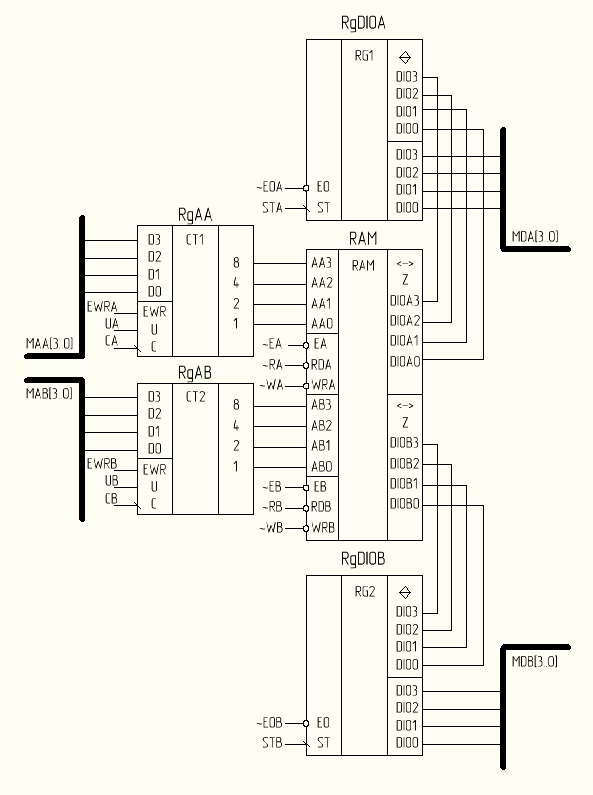 RgDIOA
RG1
DIO3
DIO2
DIO1
DIO0
DIO3
DIO2
DIO1
DIO0
~EOA EO
STA ST
MDA[3..0]
RgAA
CT1
D3
D2
D1
D0
8
4
2
1
EWRA EWR
UA U
CA C
MAA[3..0]
RAM
RAM
<->
Z
AA3
AA2
AA1
AA0
DIOA3
DIOA2
DIOA1
DIOA0
~EA EA
~RA RDA
~WA WRA
RgAB
CT2
MAB[3..0]
D3
D2
D1
D0
8
4
2
1
EWRB EWR
UB U
CB C
<->
Z
AB3
AB2
AB1
AB0
DIOB3
DIOB2
DIOB1
DIOB0
~EB EB
~RB RDB
~WB WRB
RgDIOB
RG2
DIO3
DIO2
DIO1
DIO0
DIO3
DIO2
DIO1
DIO0
~EOB EO
STB ST
MDB[3..0]